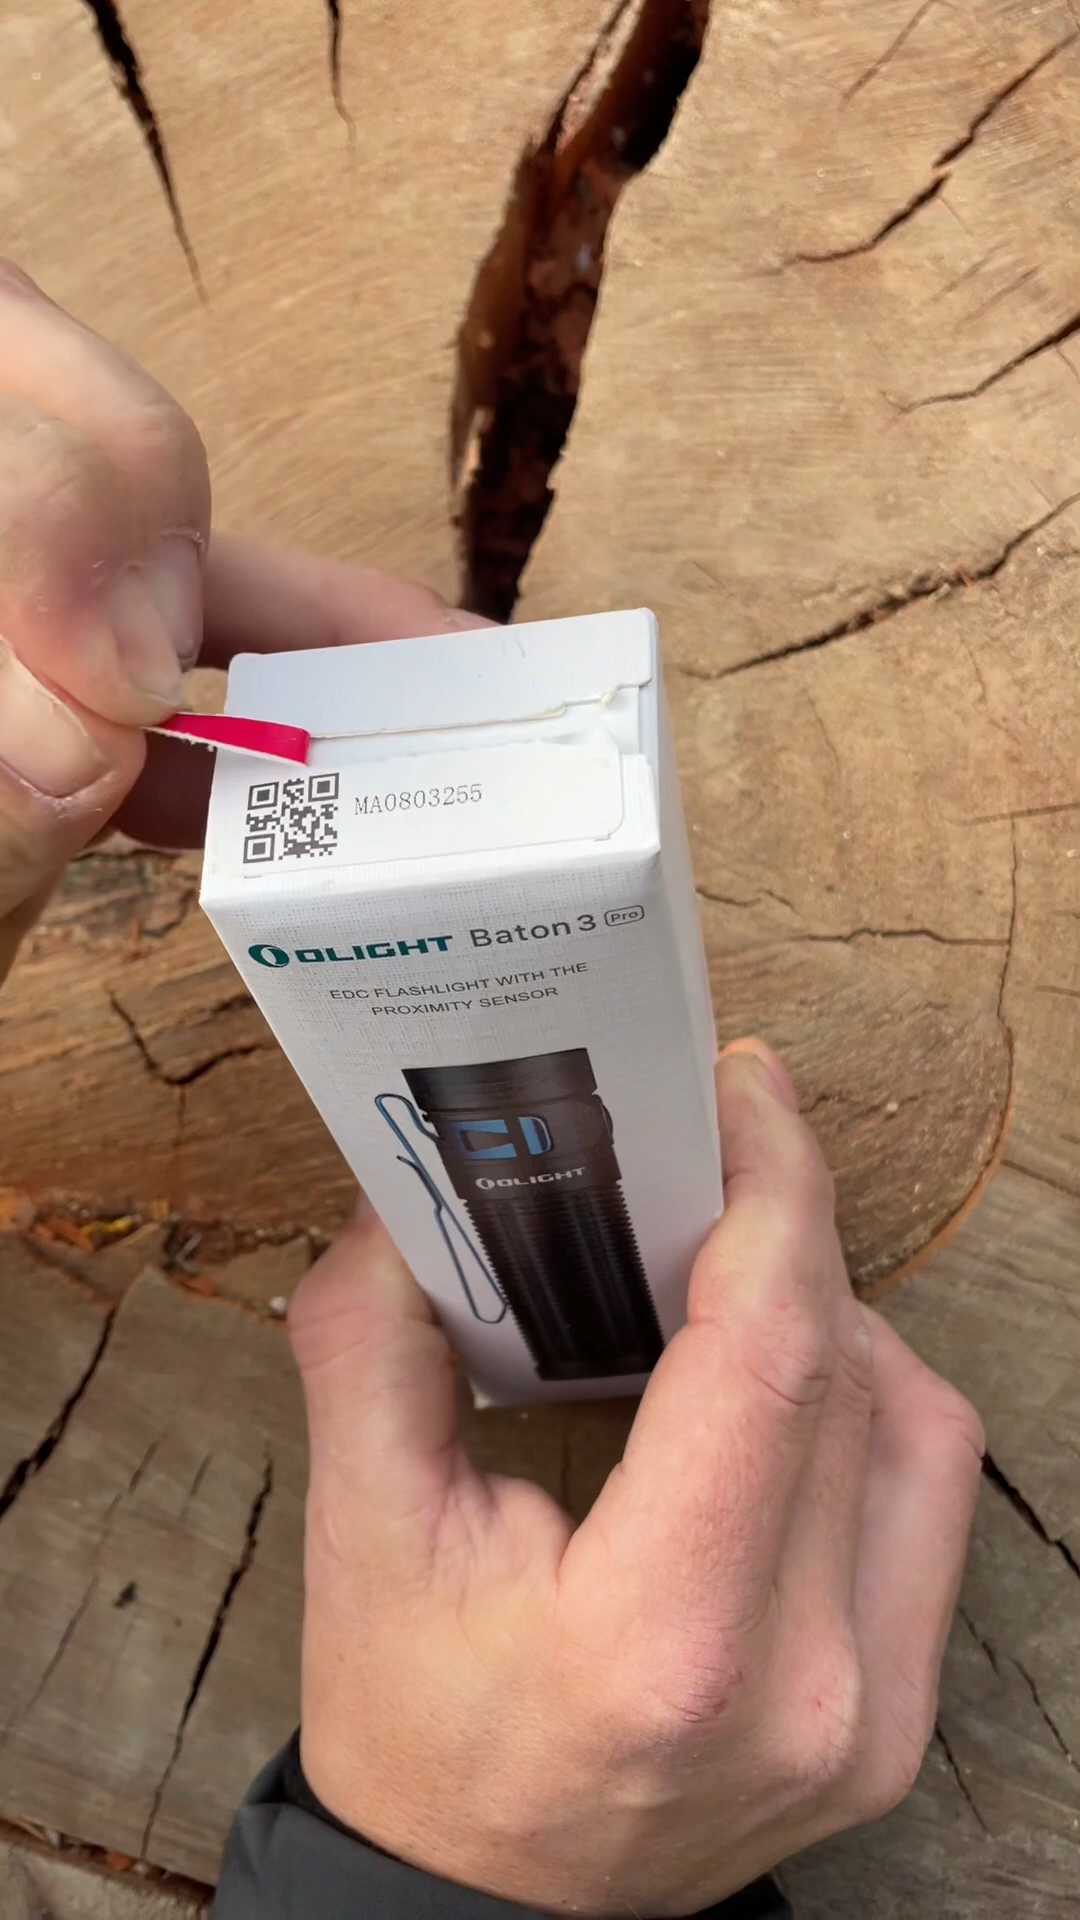 MA0803255
OLIGHT Baton 3 Pro
EDC FLASHLIGHT WITH THE
PROXIMITY SENSOR
OLIGHT